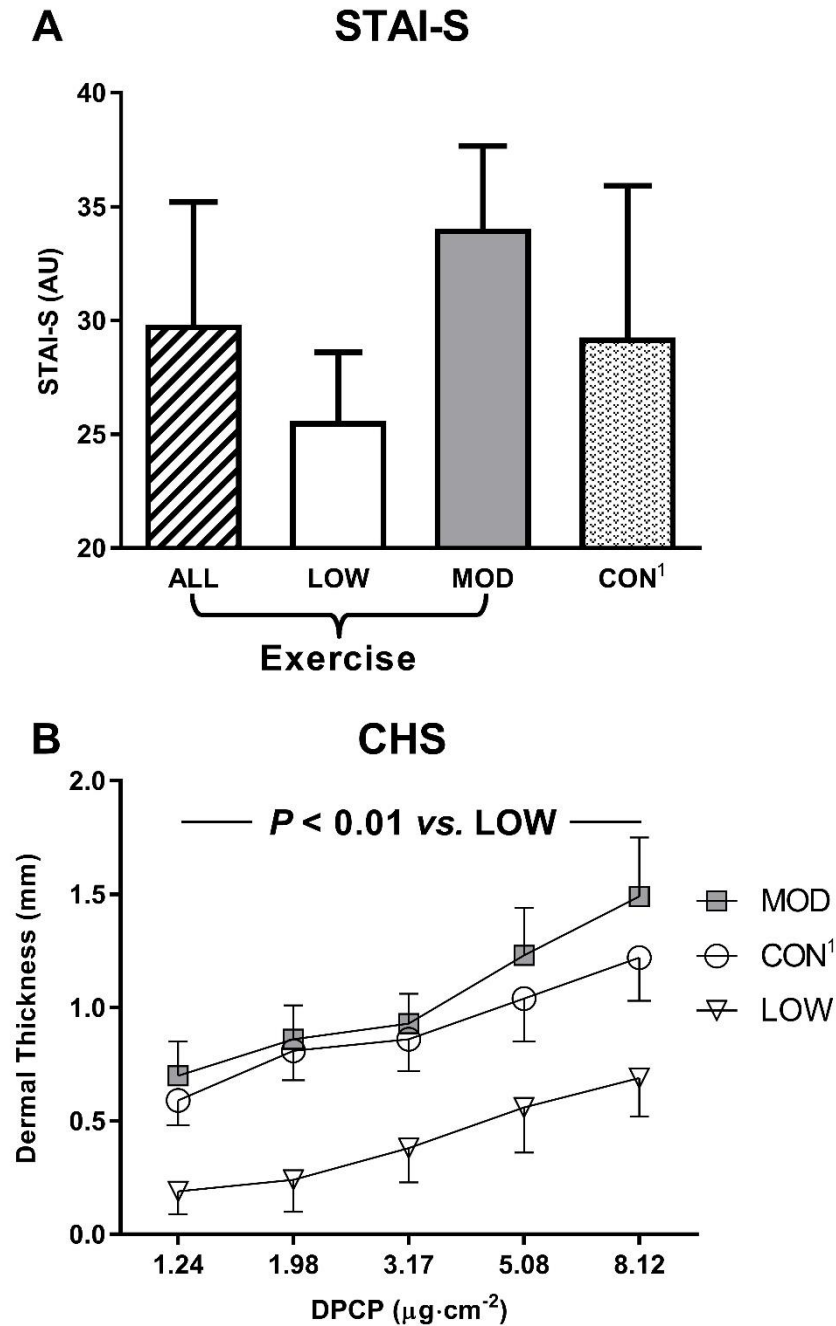 A STAI-S
40
35
30
25
20
STAI-S (AU)
ALL LOW MOD CON¹
Exercise
B CHS
2.0
1.5
1.0
0.5
0.0
Dermal Thickness (mm)
P < 0.01 vs. LOW
MOD
CON¹
LOW
1.24 1.98 3.17 5.08 8.12
DPCP (μg·cm⁻²)